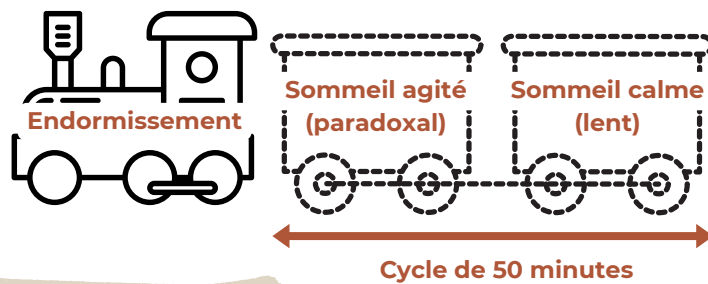 Endormissement
Sommeil agité
(paradoxal)
Sommeil calme
(lent)
Cycle de 50 minutes